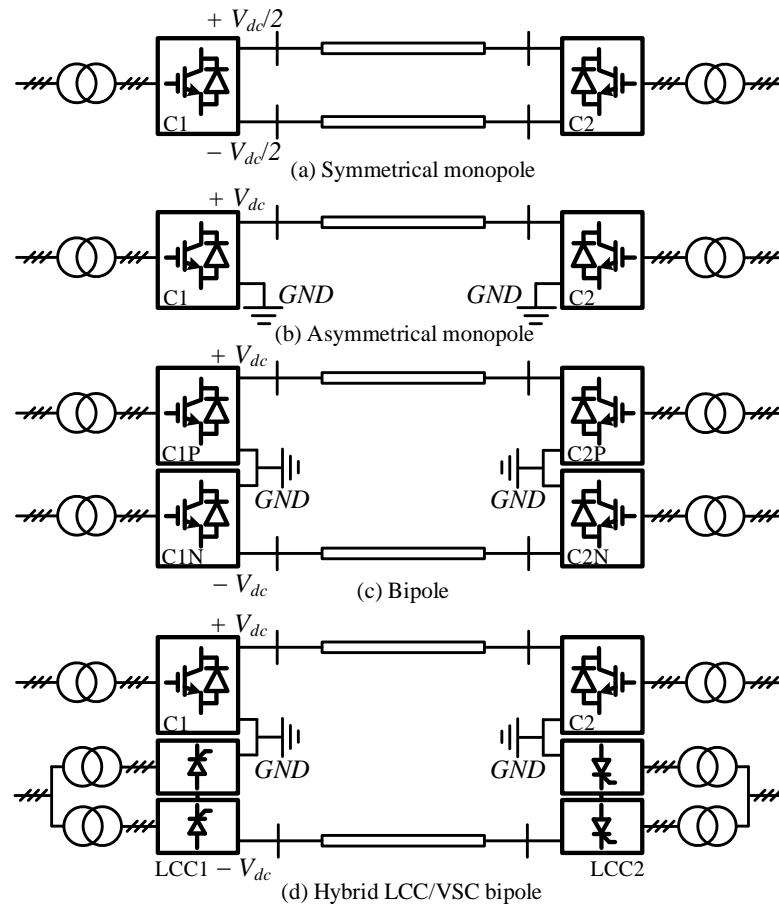 + Vdc/2
C1
C2
− Vdc/2
(a) Symmetrical monopole
+ Vdc
C1
GND
GND
C2
(b) Asymmetrical monopole
+ Vdc
C1P
C2P
GND
GND
C1N
C2N
− Vdc
(c) Bipole
+ Vdc
C1
C2
GND
GND
LCC1 − Vdc
LCC2
(d) Hybrid LCC/VSC bipole